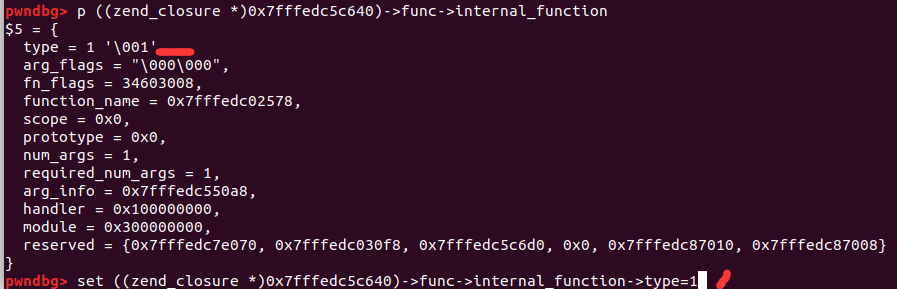 pwndbg> p ((zend_closure *)0x7fffedc5c640)->func->internal_function
$5 = {
  type = 1 '\001'
  arg_flags = "\000\000",
  fn_flags = 34603008,
  function_name = 0x7fffedc02578,
  scope = 0x0,
  prototype = 0x0,
  num_args = 1,
  required_num_args = 1,
  arg_info = 0x7fffedc550a8,
  handler = 0x100000000,
  module = 0x300000000,
  reserved = {0x7fffedc7e070, 0x7fffedc030f8, 0x7fffedc5c6d0, 0x0, 0x7fffedc87010, 0x7fffedc87008}
}
pwndbg> set ((zend_closure *)0x7fffedc5c640)->func->internal_function->type=1